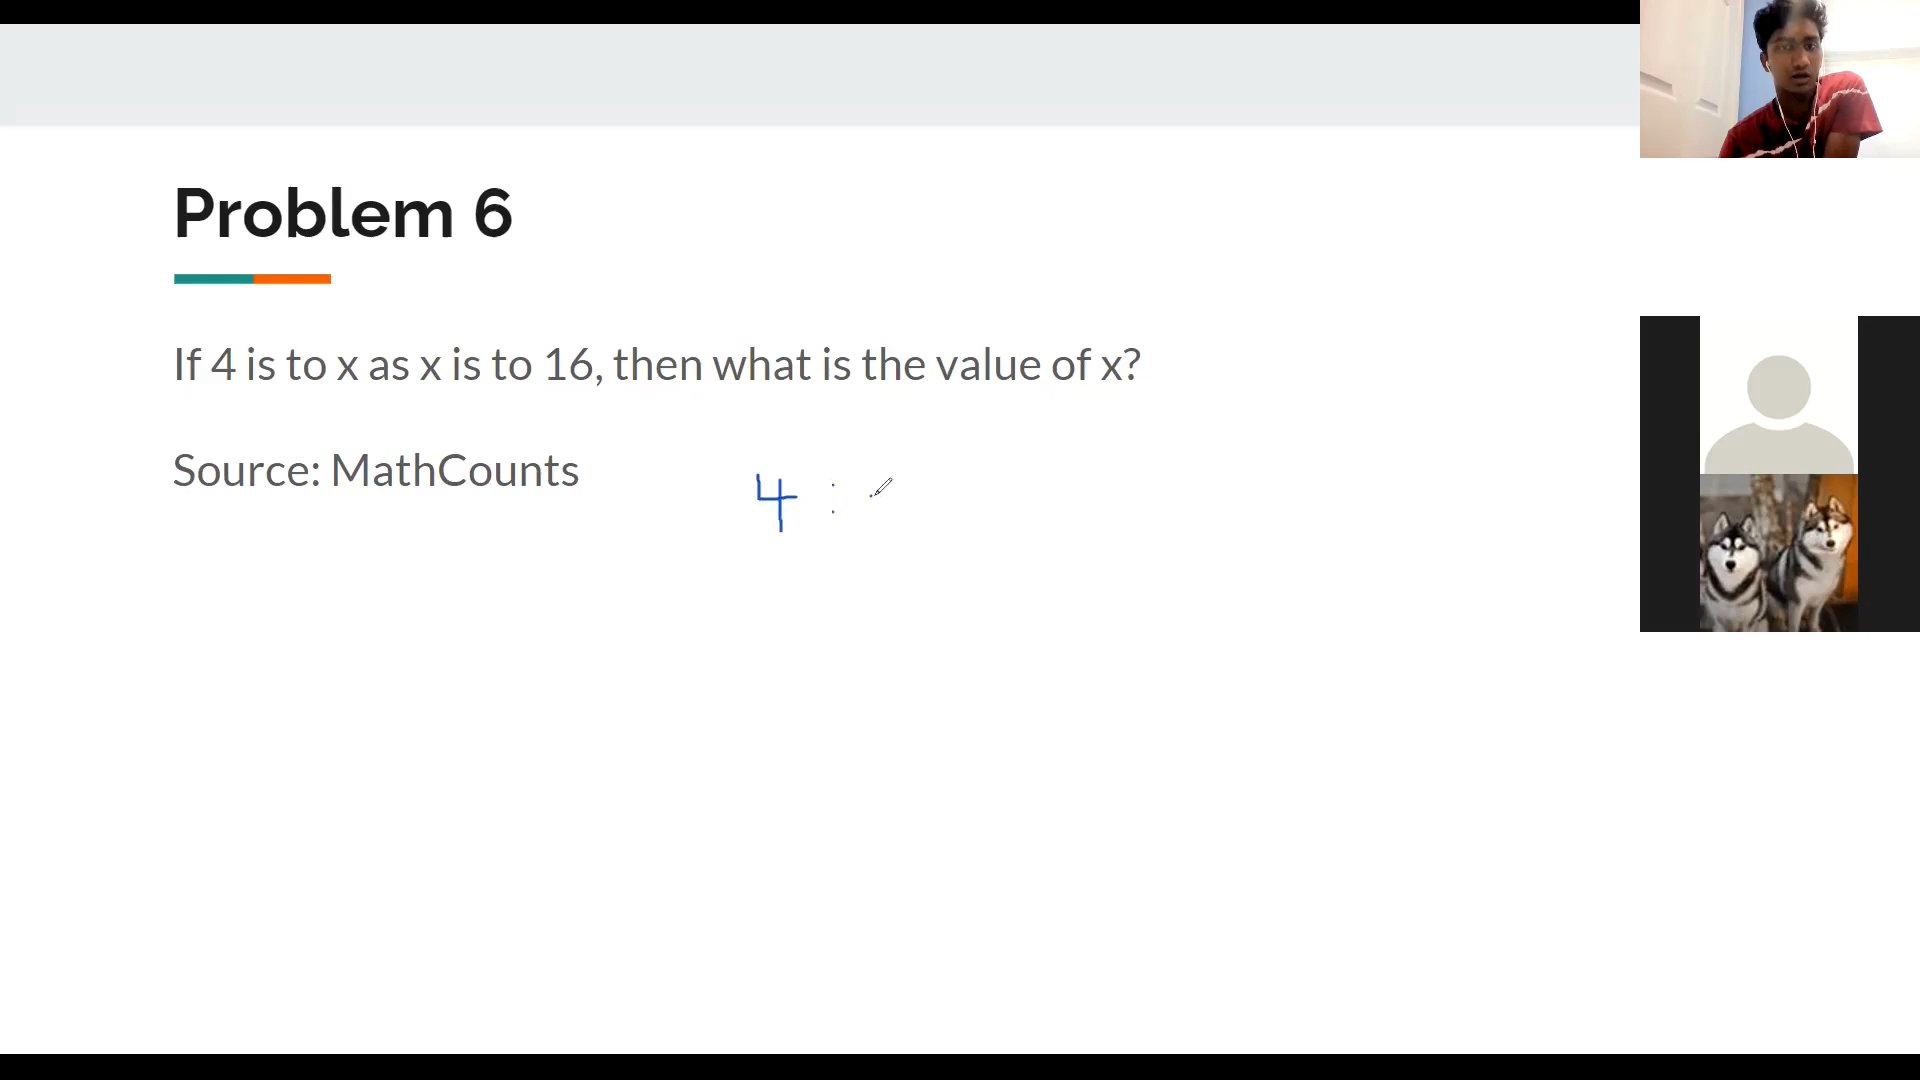 Problem 6
If 4 is to x as x is to 16, then what is the value of x?
Source: MathCounts
4 :